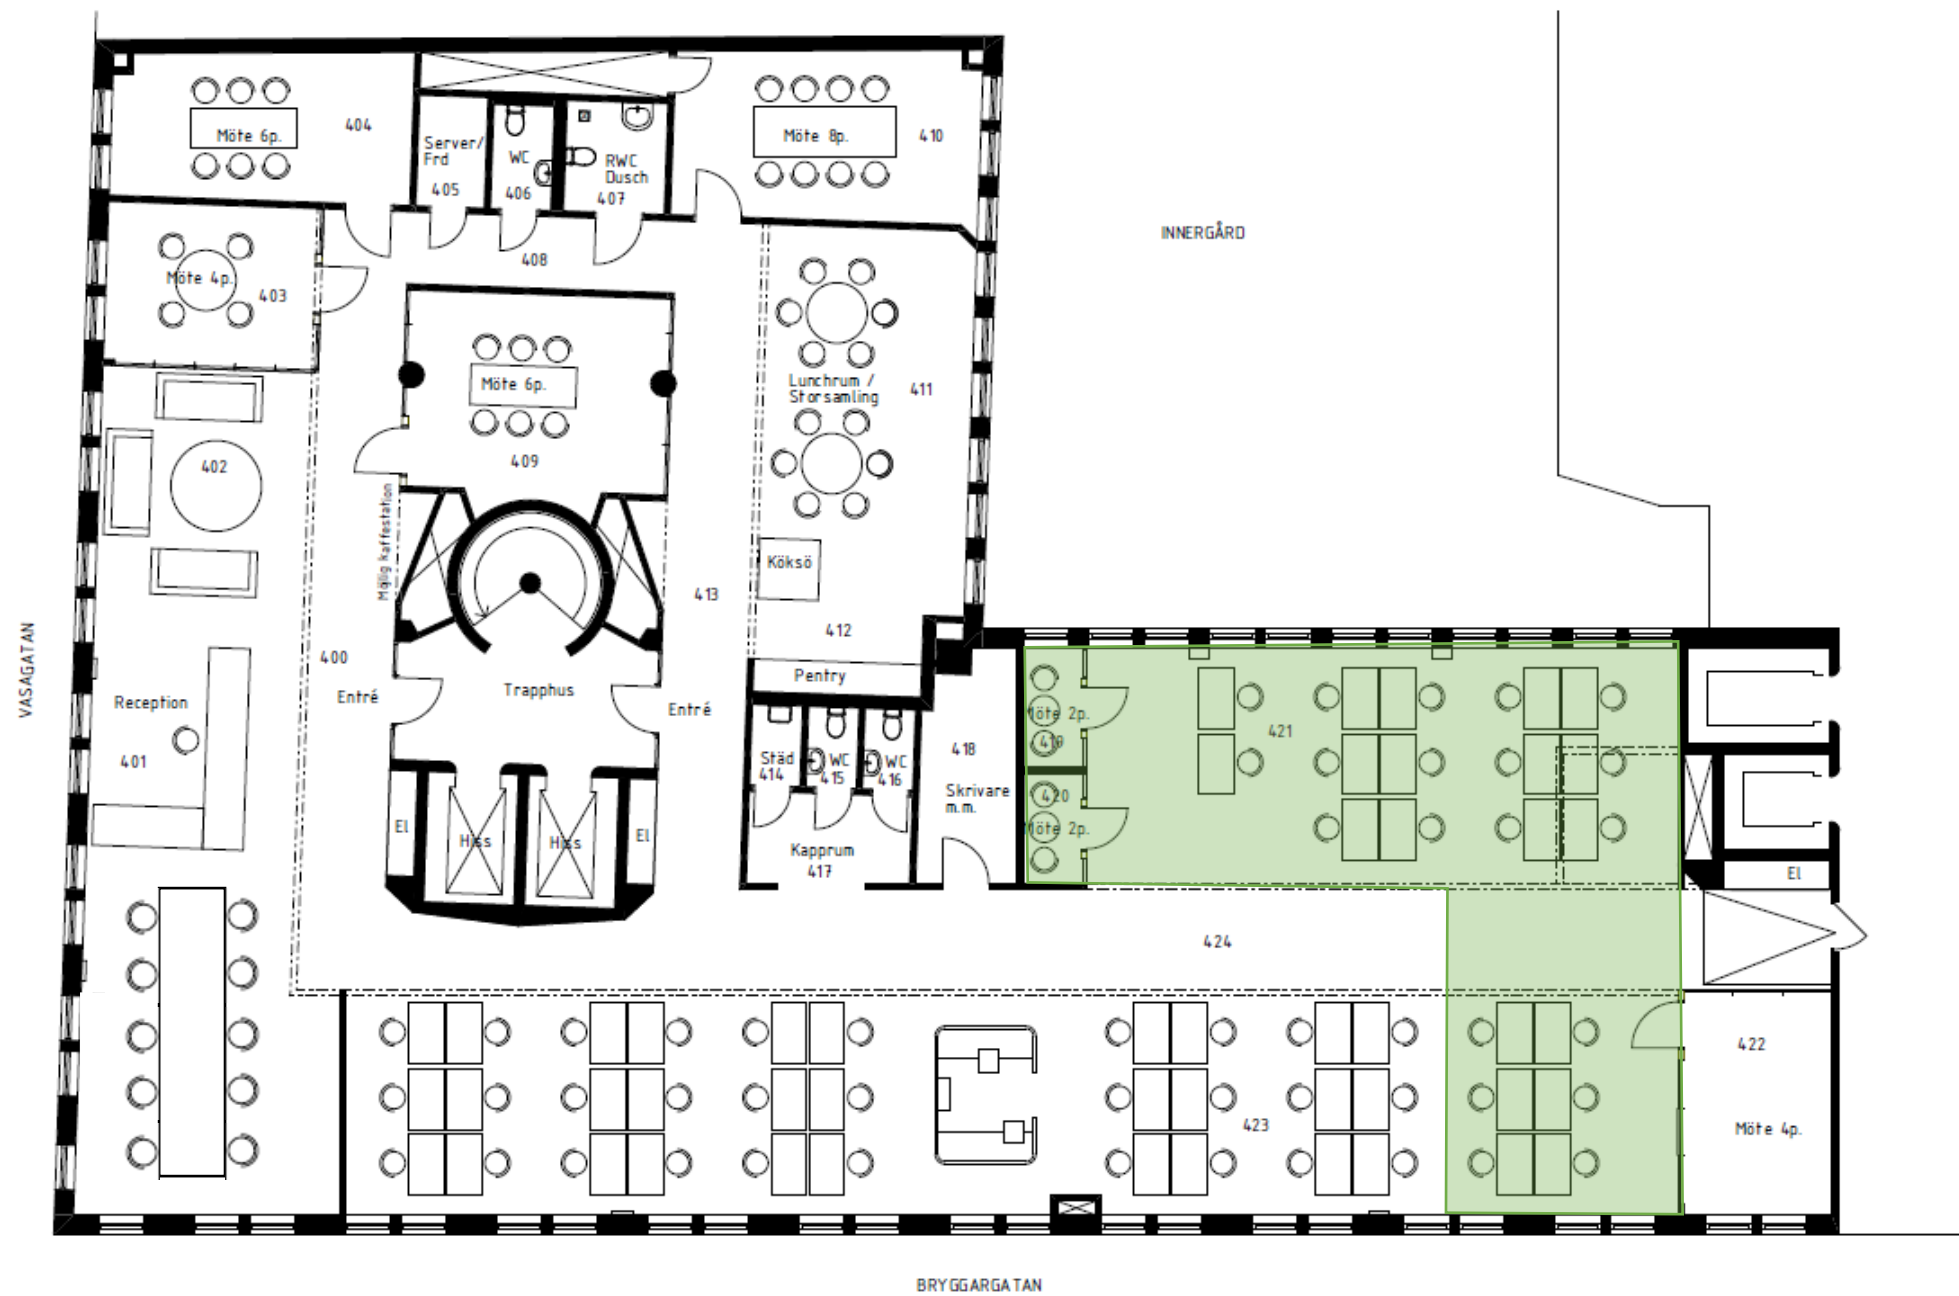 Möte 6p.
404
Server/
Frd
405
WC
406
RWC
Dusch
407
Möte 8p.
410
INNERGÅRD
408
Möte 4p.
403
Möte 6p.
409
Lunchrum /
Storsamling
411
402
Möjlig kaffestation
Köksö
413
412
400
Entré
Trapphus
Entré
Pentry
VASAGATAN
Reception
401
Städ
414
WC
415
WC
416
418
Skrivare
m.m.
Möte 2p.
419
421
420
Möte 2p.
El
Hiss
Hiss
El
Kapprum
417
El
424
422
423
Möte 4p.
BRYGGARGATAN